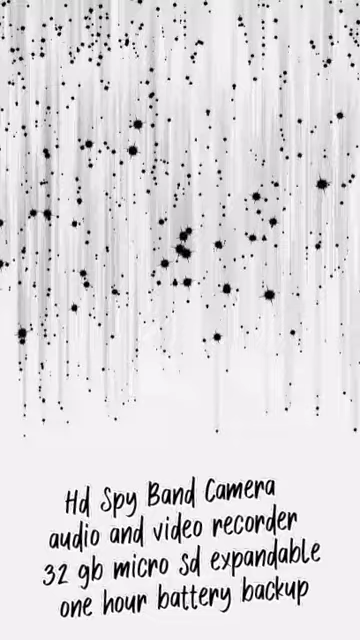 Hd Spy Band Camera
audio and video recorder
32 gb micro Sd expandable
one hour battery backup